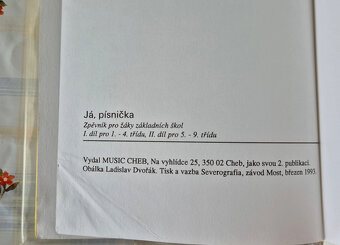 Já, písnička
Zpěvník pro žáky základních škol
I. díl pro 1. - 4. třídu, II. díl pro 5. - 9. třídu
Vydal MUSIC CHEB, Na vyhlídce 25, 350 02 Cheb, jako svou 2. publikaci.
Obálka Ladislav Dvořák. Tisk a vazba Severografia, závod Most, březen 1993.